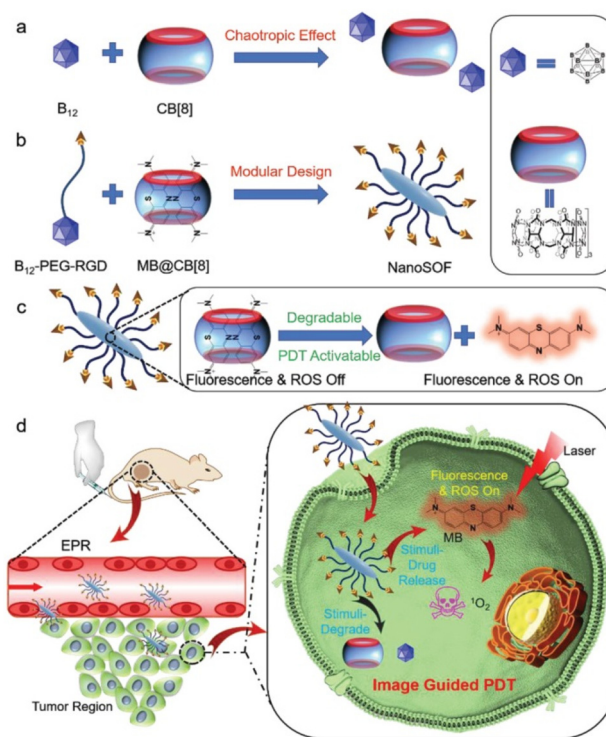 a
Chaotropic Effect
B12
CB[8]
b
Modular Design
B12-PEG-RGD
MB@CB[8]
NanoSOF
c
Degradable
PDT Activatable
Fluorescence & ROS Off
Fluorescence & ROS On
d
EPR
Tumor Region
Laser
Fluorescence
& ROS On
MB
Stimuli-
Drug
Release
¹O₂
Stimuli-
Degrade
Image Guided PDT